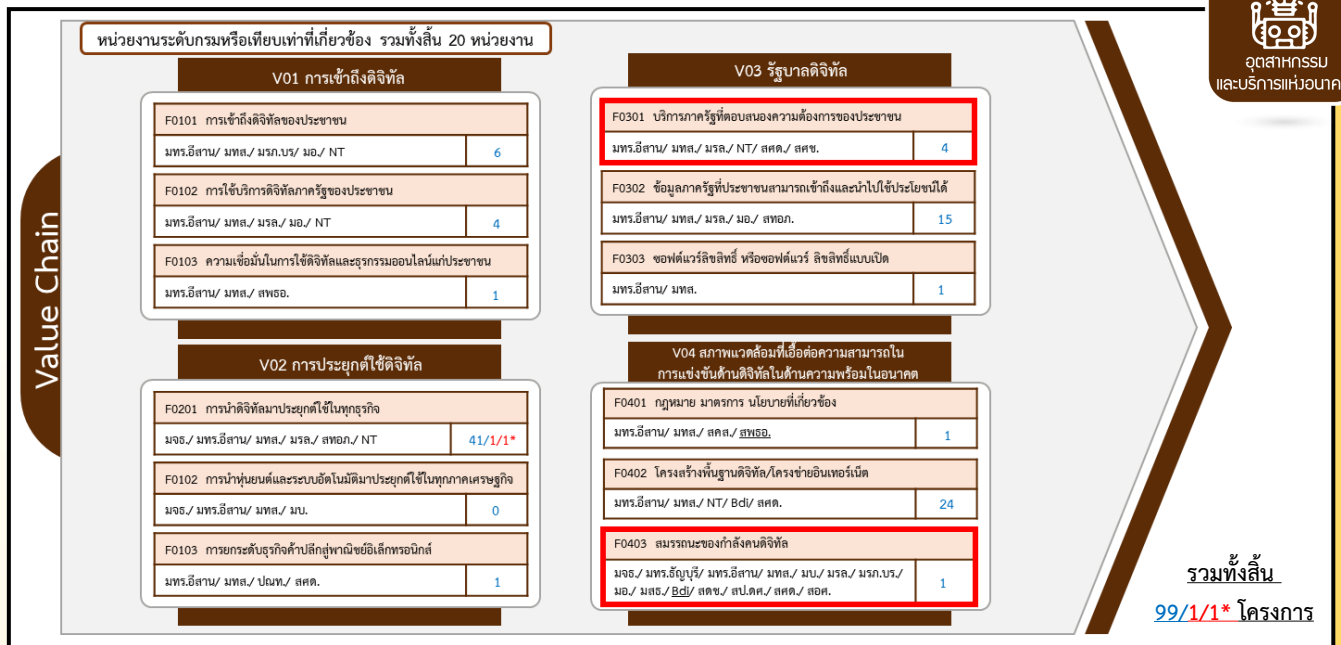 หน่วยงานระดับกรมหรือเทียบเท่าที่เกี่ยวข้อง รวมทั้งสิ้น 20 หน่วยงาน
อุตสาหกรรม
และบริการแห่งอนาค
Value Chain
V01 การเข้าถึงดิจิทัล
F0101 การเข้าถึงดิจิทัลของประชาชน
มทร.อีสาน/ มทส./ มรภ.บร/ มอ./ NT 6
F0102 การใช้บริการดิจิทัลภาครัฐของประชาชน
มทร.อีสาน/ มทส./ มรล./ มอ./ NT 4
F0103 ความเชื่อมั่นในการใช้ดิจิทัลและธุรกรรมออนไลน์แก่ประชาชน
มทร.อีสาน/ มทส./ สพธอ. 1
V02 การประยุกต์ใช้ดิจิทัล
F0201 การนำดิจิทัลมาประยุกต์ใช้ในทุกธุรกิจ
มจธ./ มทร.อีสาน/ มทส./ มรล./ สทอภ./ NT 41/1/1*
F0102 การนำหุ่นยนต์และระบบอัตโนมัติมาประยุกต์ใช้ในทุกภาคเศรษฐกิจ
มจธ./ มทร.อีสาน/ มทส./ มบ. 0
F0103 การยกระดับธุรกิจค้าปลีกสู่พาณิชย์อิเล็กทรอนิกส์
มทร.อีสาน/ มทส./ ปณท./ สศด. 1
V03 รัฐบาลดิจิทัล
F0301 บริการภาครัฐที่ตอบสนองความต้องการของประชาชน
มทร.อีสาน/ มทส./ มรล./ NT/ สศด./ สศช. 4
F0302 ข้อมูลภาครัฐที่ประชาชนสามารถเข้าถึงและนำไปใช้ประโยชน์ได้
มทร.อีสาน/ มทส./ มรล./ มอ./ สทอภ. 15
F0303 ซอฟต์แวร์ลิขสิทธิ์ หรือซอฟต์แวร์ ลิขสิทธิ์แบบเปิด
มทร.อีสาน/ มทส. 1
V04 สภาพแวดล้อมที่เอื้อต่อความสามารถใน
การแข่งขันด้านดิจิทัลในด้านความพร้อมในอนาคต
F0401 กฎหมาย มาตรการ นโยบายที่เกี่ยวข้อง
มทร.อีสาน/ มทส./ สคส./ สพธอ. 1
F0402 โครงสร้างพื้นฐานดิจิทัล/โครงข่ายอินเทอร์เน็ต
มทร.อีสาน/ มทส./ NT/ Bdi/ สศด. 24
F0403 สมรรถนะของกำลังคนดิจิทัล
มจธ./ มทร.ธัญบุรี/ มทร.อีสาน/ มทส./ มบ./ มรล./ มรภ.บร./
มอ./ มสธ./ Bdi/ สดช./ สป.ดศ./ สศด./ สอศ. 1
รวมทั้งสิ้น
99/1/1* โครงการ